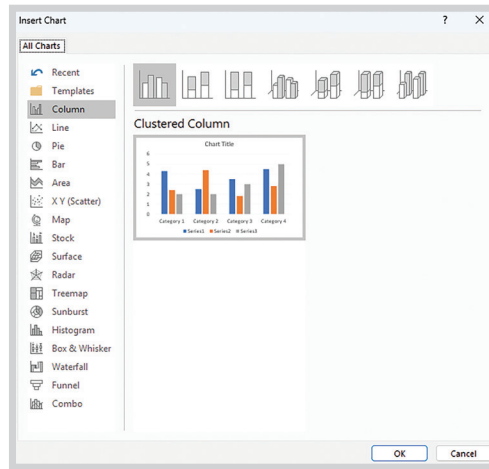 Insert Chart
?
×
All Charts
Recent
Templates
Column
Line
Pie
Bar
Area
X Y (Scatter)
Map
Stock
Surface
Radar
Treemap
Sunburst
Histogram
Box & Whisker
Waterfall
Funnel
Combo
Clustered Column
Chart Title
6
5
4
3
2
1
0
Category 1 Category 2 Category 3 Category 4
Series1 Series2 Series3
OK Cancel